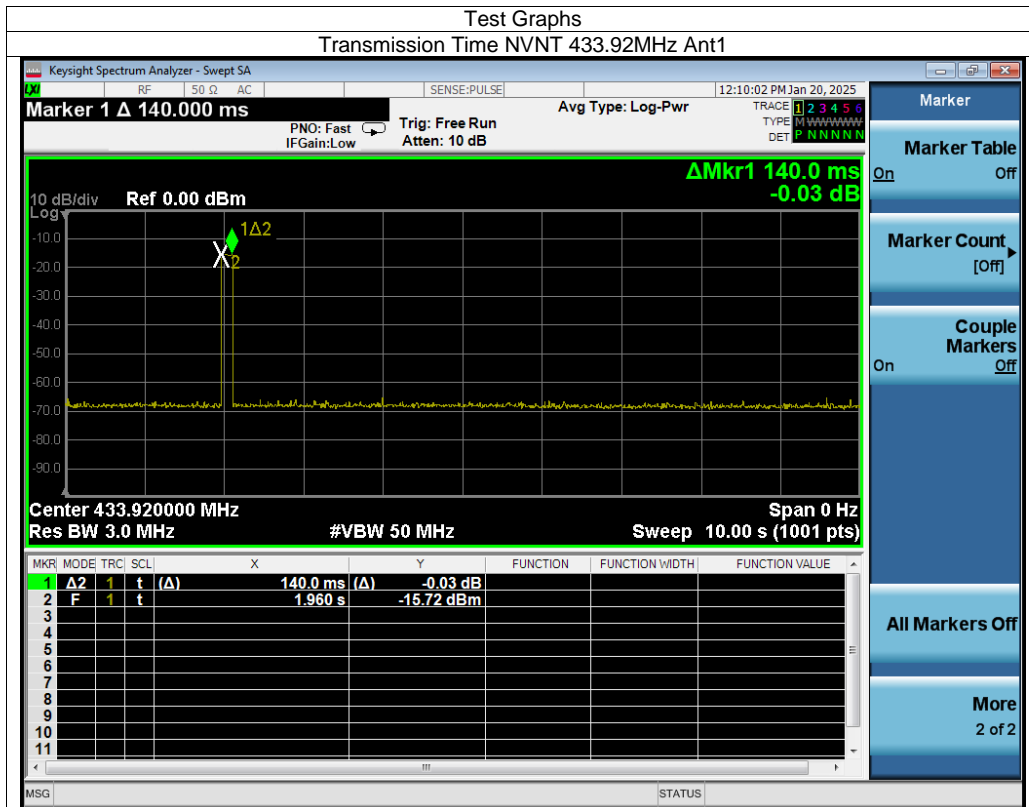 Test Graphs
Transmission Time NVNT 433.92MHz Ant1
Keysight Spectrum Analyzer - Swept SA
LXI RF 50 Ω AC SENSE:PULSE 12:10:02 PM Jan 20, 2025
Marker 1 Δ 140.000 ms
PNO: Fast
IFGain:Low
Trig: Free Run
Atten: 10 dB
Avg Type: Log-Pwr
TRACE 1 2 3 4 5 6
TYPE M WWWWW
DET P N N N N N
ΔMkr1 140.0 ms
-0.03 dB
10 dB/div Ref 0.00 dBm
Log
1Δ2
2
-10.0
-20.0
-30.0
-40.0
-50.0
-60.0
-70.0
-80.0
-90.0
Center 433.920000 MHz Span 0 Hz
Res BW 3.0 MHz #VBW 50 MHz Sweep 10.00 s (1001 pts)
MKR MODE TRC SCL X Y FUNCTION FUNCTION WIDTH FUNCTION VALUE
1 Δ2 1 t (Δ) 140.0 ms (Δ) -0.03 dB
2 F 1 t 1.960 s -15.72 dBm
3
4
5
6
7
8
9
10
11
MSG STATUS
Marker
Marker Table
On Off
Marker Count
[Off]
Couple
Markers
On Off
All Markers Off
More
2 of 2